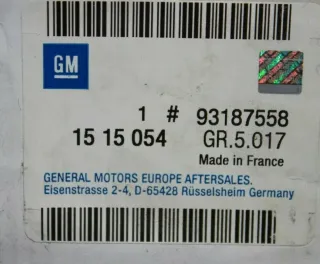 GM
1 # 93187558
15 15 054 GR.5.017
Made in France
GENERAL MOTORS EUROPE AFTERSALES.
Eisenstrasse 2-4, D-65428 Rüsselsheim Germany